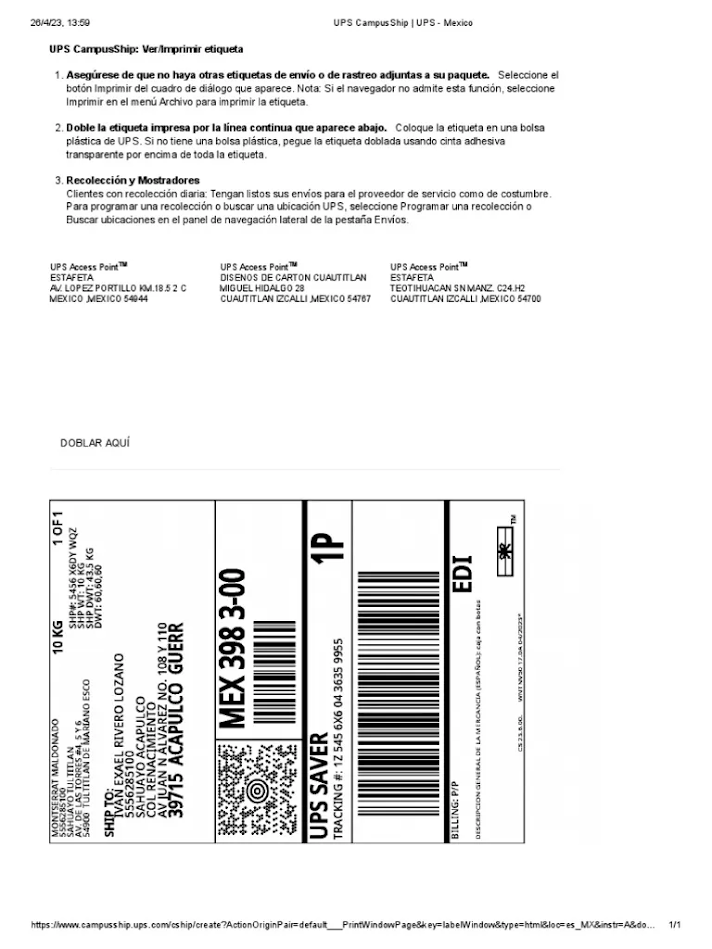 26/4/23, 13:59
UPS CampusShip | UPS - Mexico
UPS CampusShip: Ver/Imprimir etiqueta
1. Asegúrese de que no haya otras etiquetas de envío o de rastreo adjuntas a su paquete. Seleccione el
botón Imprimir del cuadro de diálogo que aparece. Nota: Si el navegador no admite esta función, seleccione
Imprimir en el menú Archivo para imprimir la etiqueta.
2. Doble la etiqueta impresa por la línea continua que aparece abajo. Coloque la etiqueta en una bolsa
plástica de UPS. Si no tiene una bolsa plástica, pegue la etiqueta doblada usando cinta adhesiva
transparente por encima de toda la etiqueta.
3. Recolección y Mostradores
Clientes con recolección diaria: Tengan listos sus envíos para el proveedor de servicio como de costumbre.
Para programar una recolección o buscar una ubicación UPS, seleccione Programar una recolección o
Buscar ubicaciones en el panel de navegación lateral de la pestaña Envíos.
UPS Access Point™
ESTAFETA
AV. LOPEZ PORTILLO KM.18.5 2 C
MEXICO ,MEXICO 54944
UPS Access Point™
DISENOS DE CARTON CUAUTITLAN
MIGUEL HIDALGO 28
CUAUTITLAN IZCALLI ,MEXICO 54767
UPS Access Point™
ESTAFETA
TEOTIHUACAN SN MANZ. C24.H2
CUAUTITLAN IZCALLI ,MEXICO 54700
DOBLAR AQUÍ
MONTSERRAT MALDONADO
5556285100
SAHUAYO TULTITLAN
AV. DE LAS TORRES #4, 5 Y 6
54900 TULTITLAN DE MARIANO ESCO
10 KG
1 OF 1
SHP#: 5456 X6DY WQZ
SHP WT: 10 KG
SHP DWT: 43.5 KG
DWT: 60,60,60
SHIP TO:
IVAN EXAEL RIVERO LOZANO
5556285100
SAHUAYO ACAPULCO
COL RENACIMIENTO
AV JUAN N ALVAREZ NO. 108 Y 110
39715 ACAPULCO GUERR
MEX 398 3-00
UPS SAVER
TRACKING #: 1Z 545 6X6 04 3635 9955
1P
BILLING: P/P
DESCRIPCION GENERAL DE LA MERCANCIA (ESPAÑOL): caja con botas
EDI
CS 23.6.00. WNTNV50 17.0A 04/2023*
TM
https://www.campusship.ups.com/cship/create?ActionOriginPair=default___PrintWindowPage&key=labelWindow&type=html&loc=es_MX&instr=A&do...
1/1